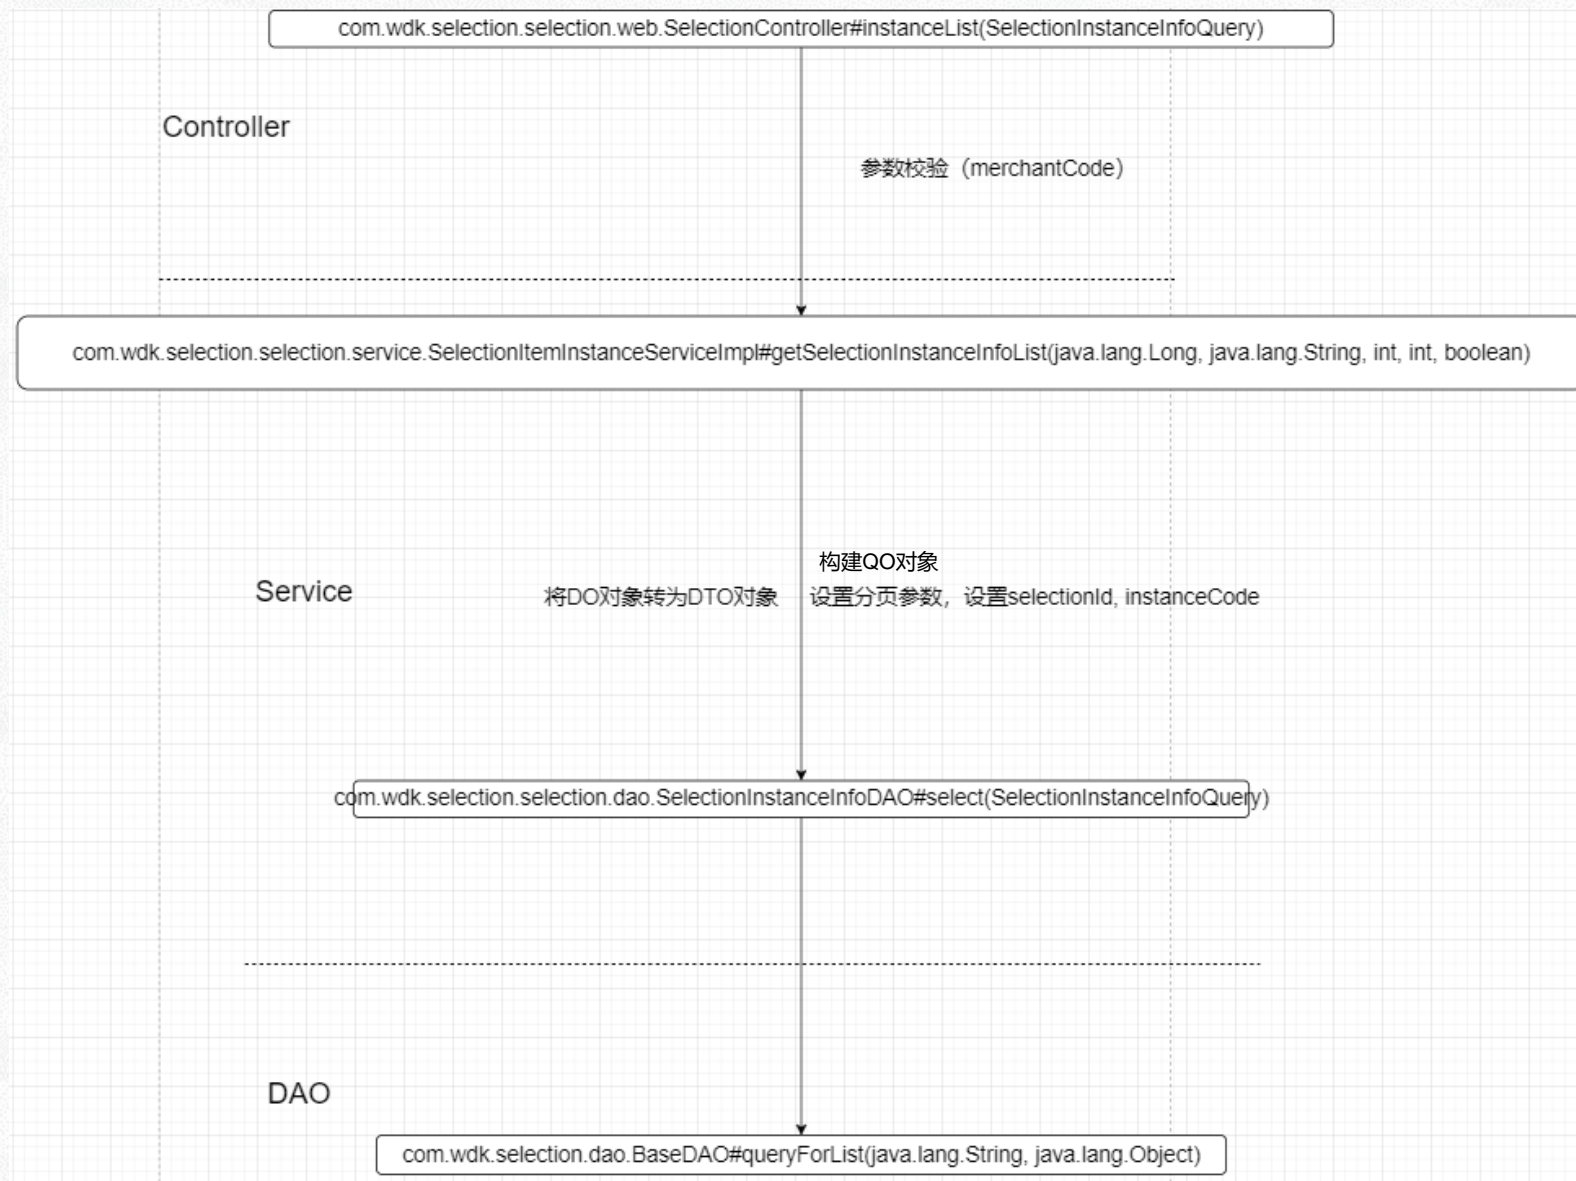 com.wdk.selection.selection.web.SelectionController#instanceList(SelectionInstanceInfoQuery)
Controller
参数校验（merchantCode）
com.wdk.selection.selection.service.SelectionItemInstanceServiceImpl#getSelectionInstanceInfoList(java.lang.Long, java.lang.String, int, int, boolean)
构建QO对象
Service
将DO对象转为DTO对象
设置分页参数，设置selectionId, instanceCode
com.wdk.selection.selection.dao.SelectionInstanceInfoDAO#select(SelectionInstanceInfoQuery)
DAO
com.wdk.selection.dao.BaseDAO#queryForList(java.lang.String, java.lang.Object)